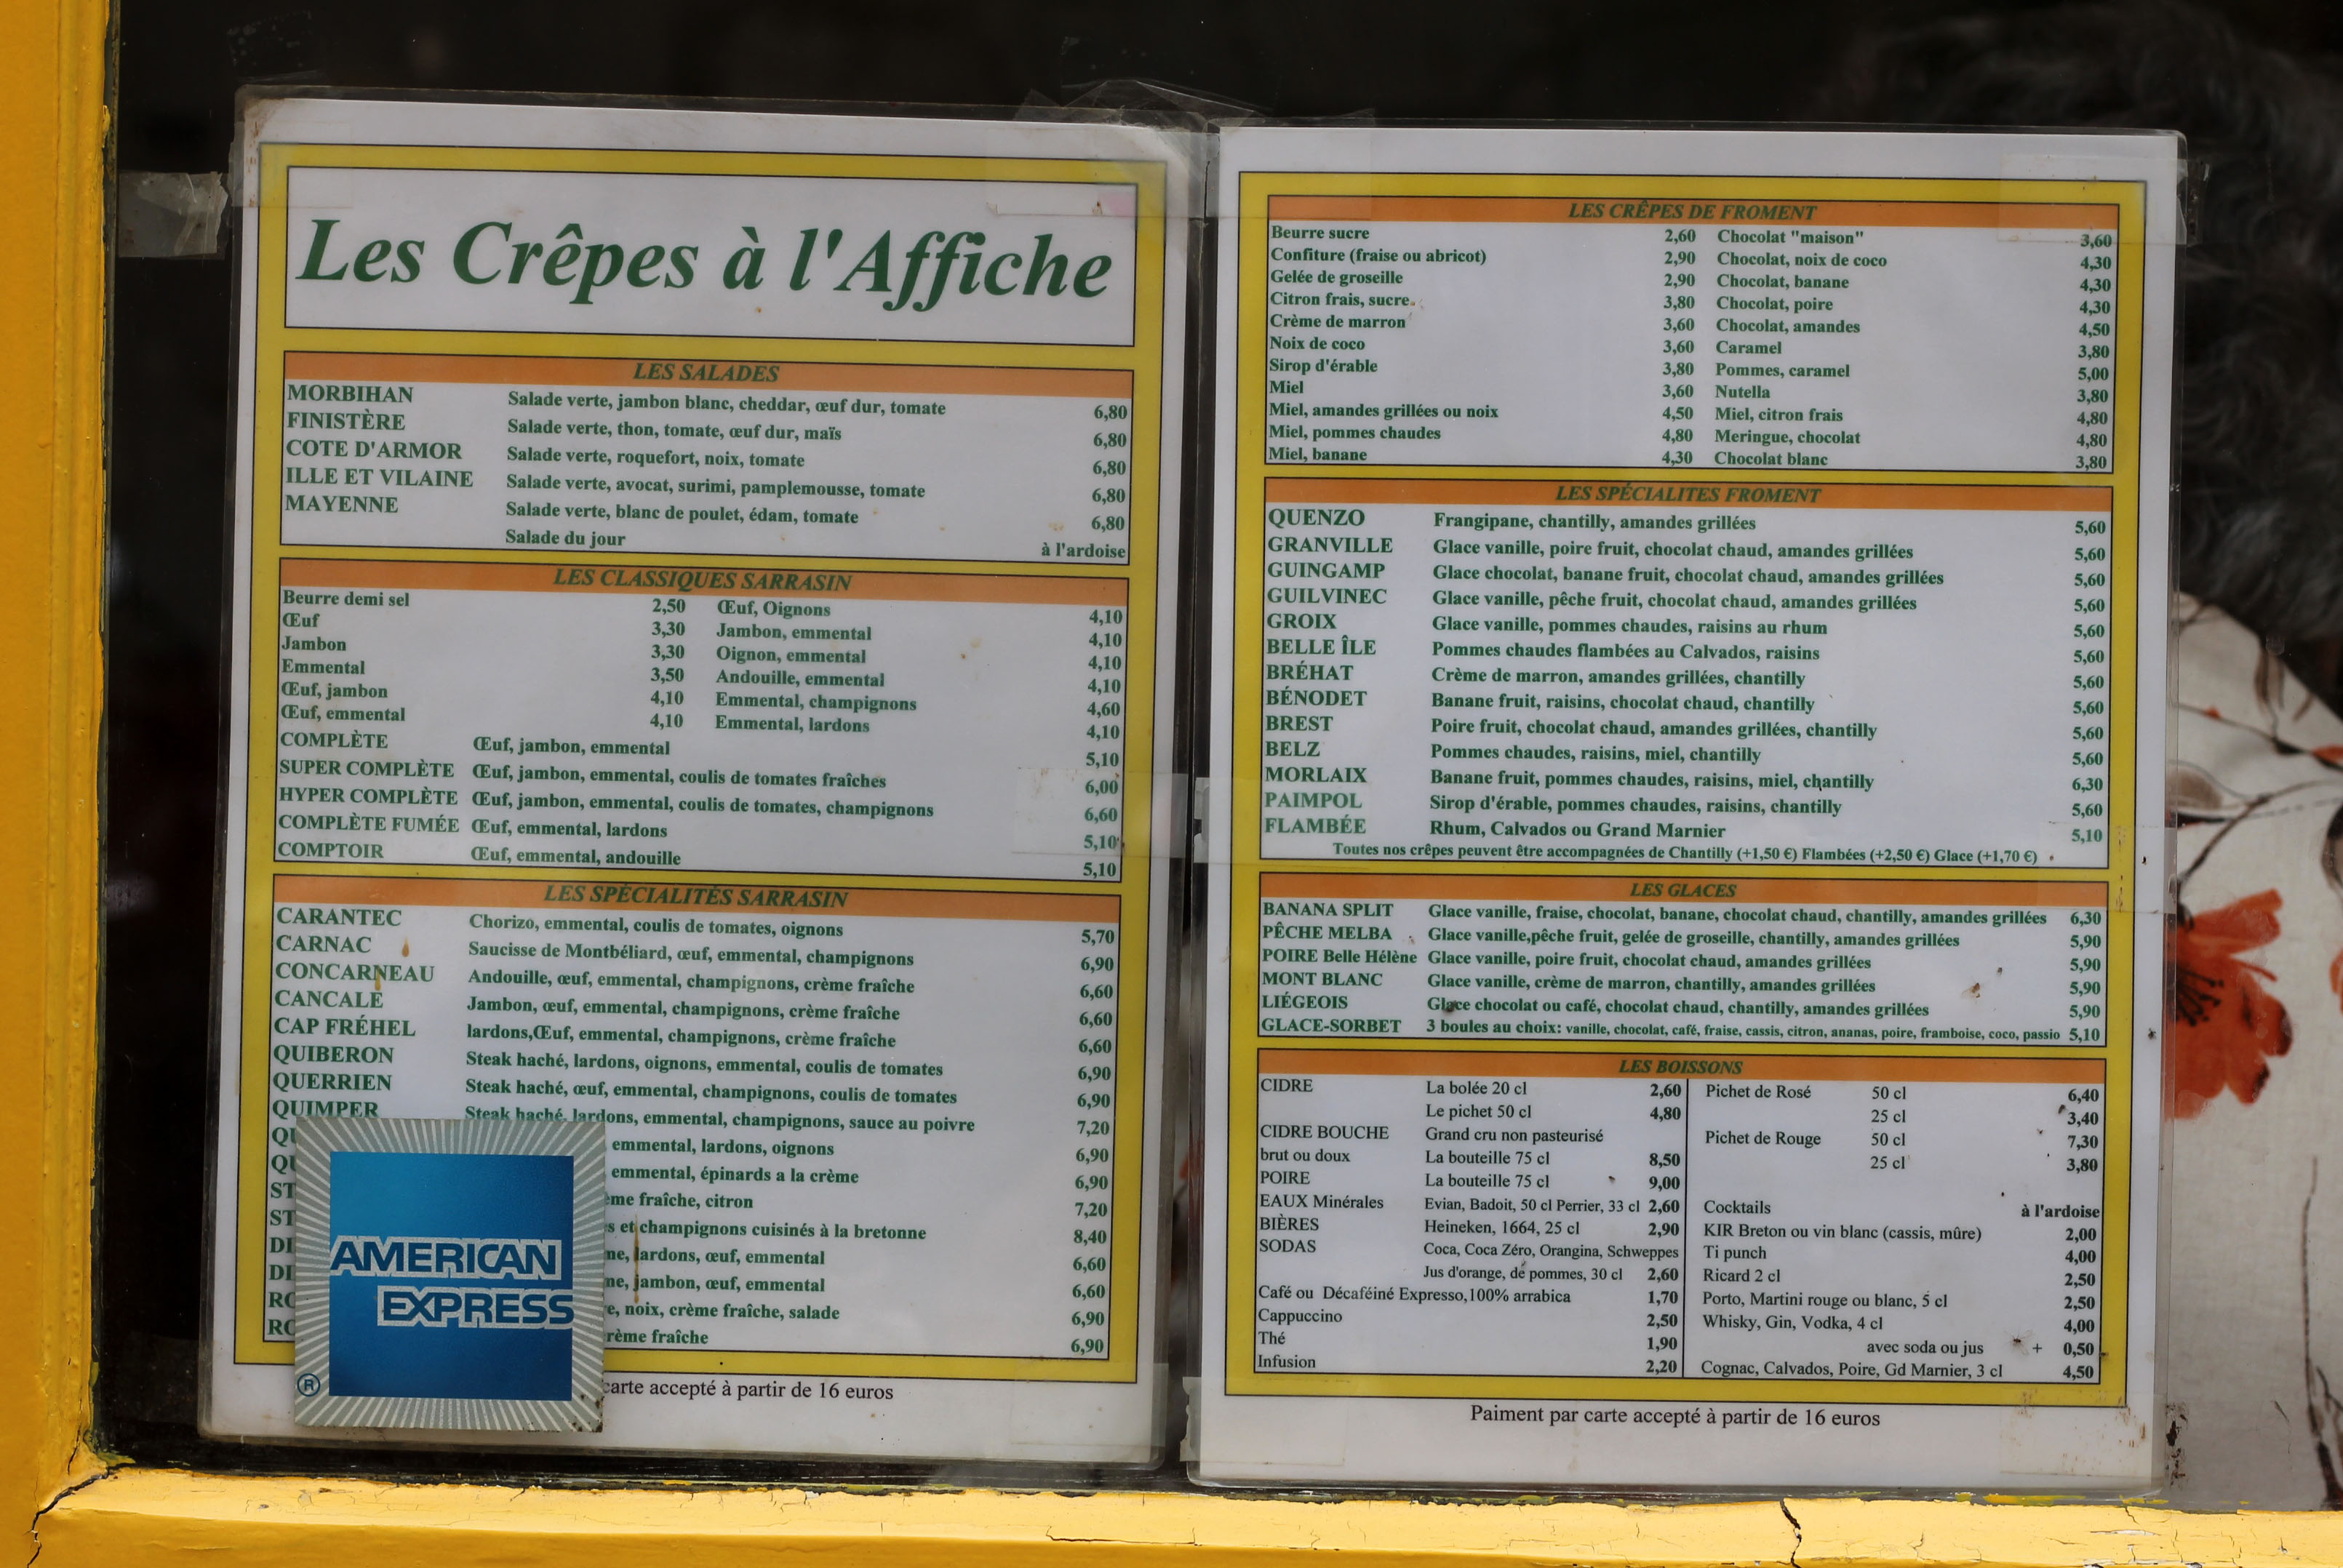 Les Crêpes à l'Affiche
LES SALADES
MORBIHAN Salade verte, jambon blanc, cheddar, œuf dur, tomate 6,80
FINISTÈRE Salade verte, thon, tomate, œuf dur, maïs 6,80
COTE D'ARMOR Salade verte, roquefort, noix, tomate 6,80
ILLE ET VILAINE Salade verte, avocat, surimi, pamplemousse, tomate 6,80
MAYENNE Salade verte, blanc de poulet, édam, tomate 6,80
Salade du jour à l'ardoise
LES CLASSIQUES SARRASIN
Beurre demi sel 2,50 Œuf, Oignons 4,10
Œuf 3,30 Jambon, emmental 4,10
Jambon 3,30 Oignon, emmental 4,10
Emmental 3,50 Andouille, emmental 4,10
Œuf, jambon 4,10 Emmental, champignons 4,60
Œuf, emmental 4,10 Emmental, lardons 4,10
COMPLÈTE Œuf, jambon, emmental 5,10
SUPER COMPLÈTE Œuf, jambon, emmental, coulis de tomates fraîches 6,00
HYPER COMPLÈTE Œuf, jambon, emmental, coulis de tomates, champignons 6,60
COMPLÈTE FUMÉE Œuf, emmental, lardons 5,10
COMPTOIR Œuf, emmental, andouille 5,10
LES SPÉCIALITÉS SARRASIN
CARANTEC Chorizo, emmental, coulis de tomates, oignons 5,70
CARNAC Saucisse de Montbéliard, œuf, emmental, champignons 6,90
CONCARNEAU Andouille, œuf, emmental, champignons, crème fraîche 6,60
CANCALE Jambon, œuf, emmental, champignons, crème fraîche 6,60
CAP FRÉHEL lardons,Œuf, emmental, champignons, crème fraîche 6,60
QUIBERON Steak haché, lardons, oignons, emmental, coulis de tomates 6,90
QUERRIEN Steak haché, œuf, emmental, champignons, coulis de tomates 6,90
QUIMPER Steak haché, lardons, emmental, champignons, sauce au poivre 7,20
QU emmental, lardons, oignons 6,90
QU emmental, épinards a la crème 6,90
ST ème fraîche, citron 7,20
ST s et champignons cuisinés à la bretonne 8,40
DI ne, lardons, œuf, emmental 6,60
DI ne, jambon, œuf, emmental 6,60
RO e, noix, crème fraîche, salade 6,90
RO rème fraîche 6,90
carte accepté à partir de 16 euros
AMERICAN
EXPRESS
®
LES CRÊPES DE FROMENT
Beurre sucre 2,60 Chocolat "maison" 3,60
Confiture (fraise ou abricot) 2,90 Chocolat, noix de coco 4,30
Gelée de groseille 2,90 Chocolat, banane 4,30
Citron frais, sucre 3,80 Chocolat, poire 4,30
Crème de marron 3,60 Chocolat, amandes 4,50
Noix de coco 3,60 Caramel 3,80
Sirop d'érable 3,80 Pommes, caramel 5,00
Miel 3,60 Nutella 3,80
Miel, amandes grillées ou noix 4,50 Miel, citron frais 4,80
Miel, pommes chaudes 4,80 Meringue, chocolat 4,80
Miel, banane 4,30 Chocolat blanc 3,80
LES SPÉCIALITES FROMENT
QUENZO Frangipane, chantilly, amandes grillées 5,60
GRANVILLE Glace vanille, poire fruit, chocolat chaud, amandes grillées 5,60
GUINGAMP Glace chocolat, banane fruit, chocolat chaud, amandes grillées 5,60
GUILVINEC Glace vanille, pêche fruit, chocolat chaud, amandes grillées 5,60
GROIX Glace vanille, pommes chaudes, raisins au rhum 5,60
BELLE ÎLE Pommes chaudes flambées au Calvados, raisins 5,60
BRÉHAT Crème de marron, amandes grillées, chantilly 5,60
BÉNODET Banane fruit, raisins, chocolat chaud, chantilly 5,60
BREST Poire fruit, chocolat chaud, amandes grillées, chantilly 5,60
BELZ Pommes chaudes, raisins, miel, chantilly 5,60
MORLAIX Banane fruit, pommes chaudes, raisins, miel, chantilly 6,30
PAIMPOL Sirop d'érable, pommes chaudes, raisins, chantilly 5,60
FLAMBÉE Rhum, Calvados ou Grand Marnier 5,10
Toutes nos crêpes peuvent être accompagnées de Chantilly (+1,50 €) Flambées (+2,50 €) Glace (+1,70 €)
LES GLACES
BANANA SPLIT Glace vanille, fraise, chocolat, banane, chocolat chaud, chantilly, amandes grillées 6,30
PÊCHE MELBA Glace vanille,pêche fruit, gelée de groseille, chantilly, amandes grillées 5,90
POIRE Belle Hélène Glace vanille, poire fruit, chocolat chaud, amandes grillées 5,90
MONT BLANC Glace vanille, crème de marron, chantilly, amandes grillées 5,90
LIÉGEOIS Glace chocolat ou café, chocolat chaud, chantilly, amandes grillées 5,90
GLACE-SORBET 3 boules au choix: vanille, chocolat, café, fraise, cassis, citron, ananas, poire, framboise, coco, passio 5,10
LES BOISSONS
CIDRE La bolée 20 cl 2,60 Pichet de Rosé 50 cl 6,40
Le pichet 50 cl 4,80 25 cl 3,40
CIDRE BOUCHE Grand cru non pasteurisé Pichet de Rouge 50 cl 7,30
brut ou doux La bouteille 75 cl 8,50 25 cl 3,80
POIRE La bouteille 75 cl 9,00
EAUX Minérales Evian, Badoit, 50 cl Perrier, 33 cl 2,60 Cocktails à l'ardoise
BIÈRES Heineken, 1664, 25 cl 2,90 KIR Breton ou vin blanc (cassis, mûre) 2,00
SODAS Coca, Coca Zéro, Orangina, Schweppes Ti punch 4,00
Jus d'orange, de pommes, 30 cl 2,60 Ricard 2 cl 2,50
Café ou Décaféiné Expresso,100% arrabica 1,70 Porto, Martini rouge ou blanc, 5 cl 2,50
Cappuccino 2,50 Whisky, Gin, Vodka, 4 cl 4,00
Thé 1,90 avec soda ou jus + 0,50
Infusion 2,20 Cognac, Calvados, Poire, Gd Marnier, 3 cl 4,50
Paiment par carte accepté à partir de 16 euros